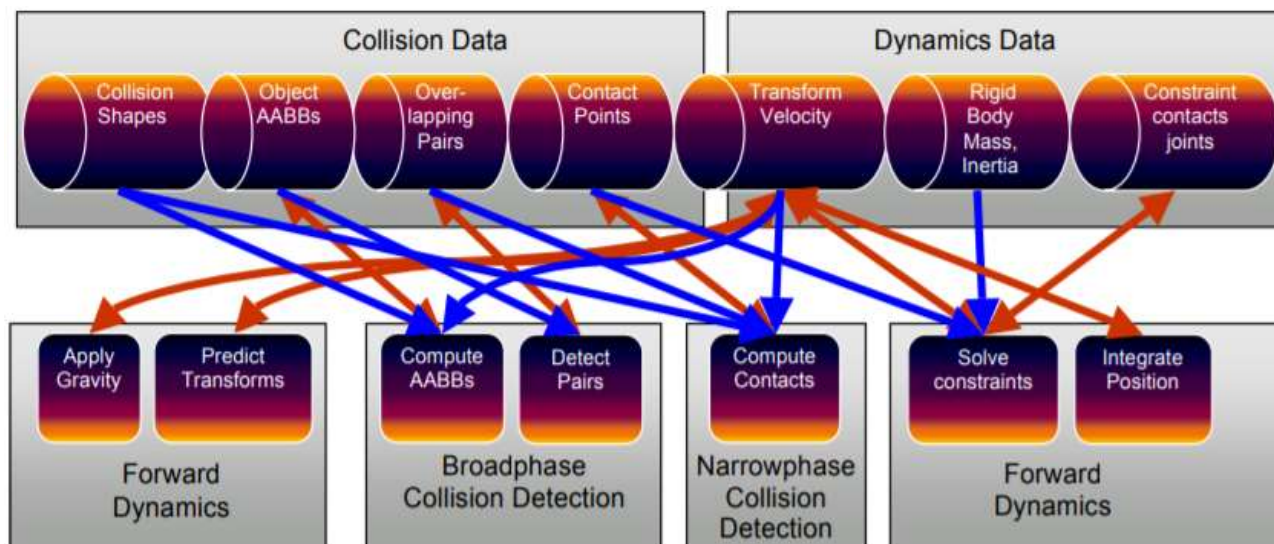 Collision Data
Dynamics Data
Collision
Shapes
Object
AABBs
Over-
lapping
Pairs
Contact
Points
Transform
Velocity
Rigid
Body
Mass,
Inertia
Constraint
contacts
joints
Apply
Gravity
Predict
Transforms
Compute
AABBs
Detect
Pairs
Compute
Contacts
Solve
constraints
Integrate
Position
Forward
Dynamics
Broadphase
Collision Detection
Narrowphase
Collision
Detection
Forward
Dynamics